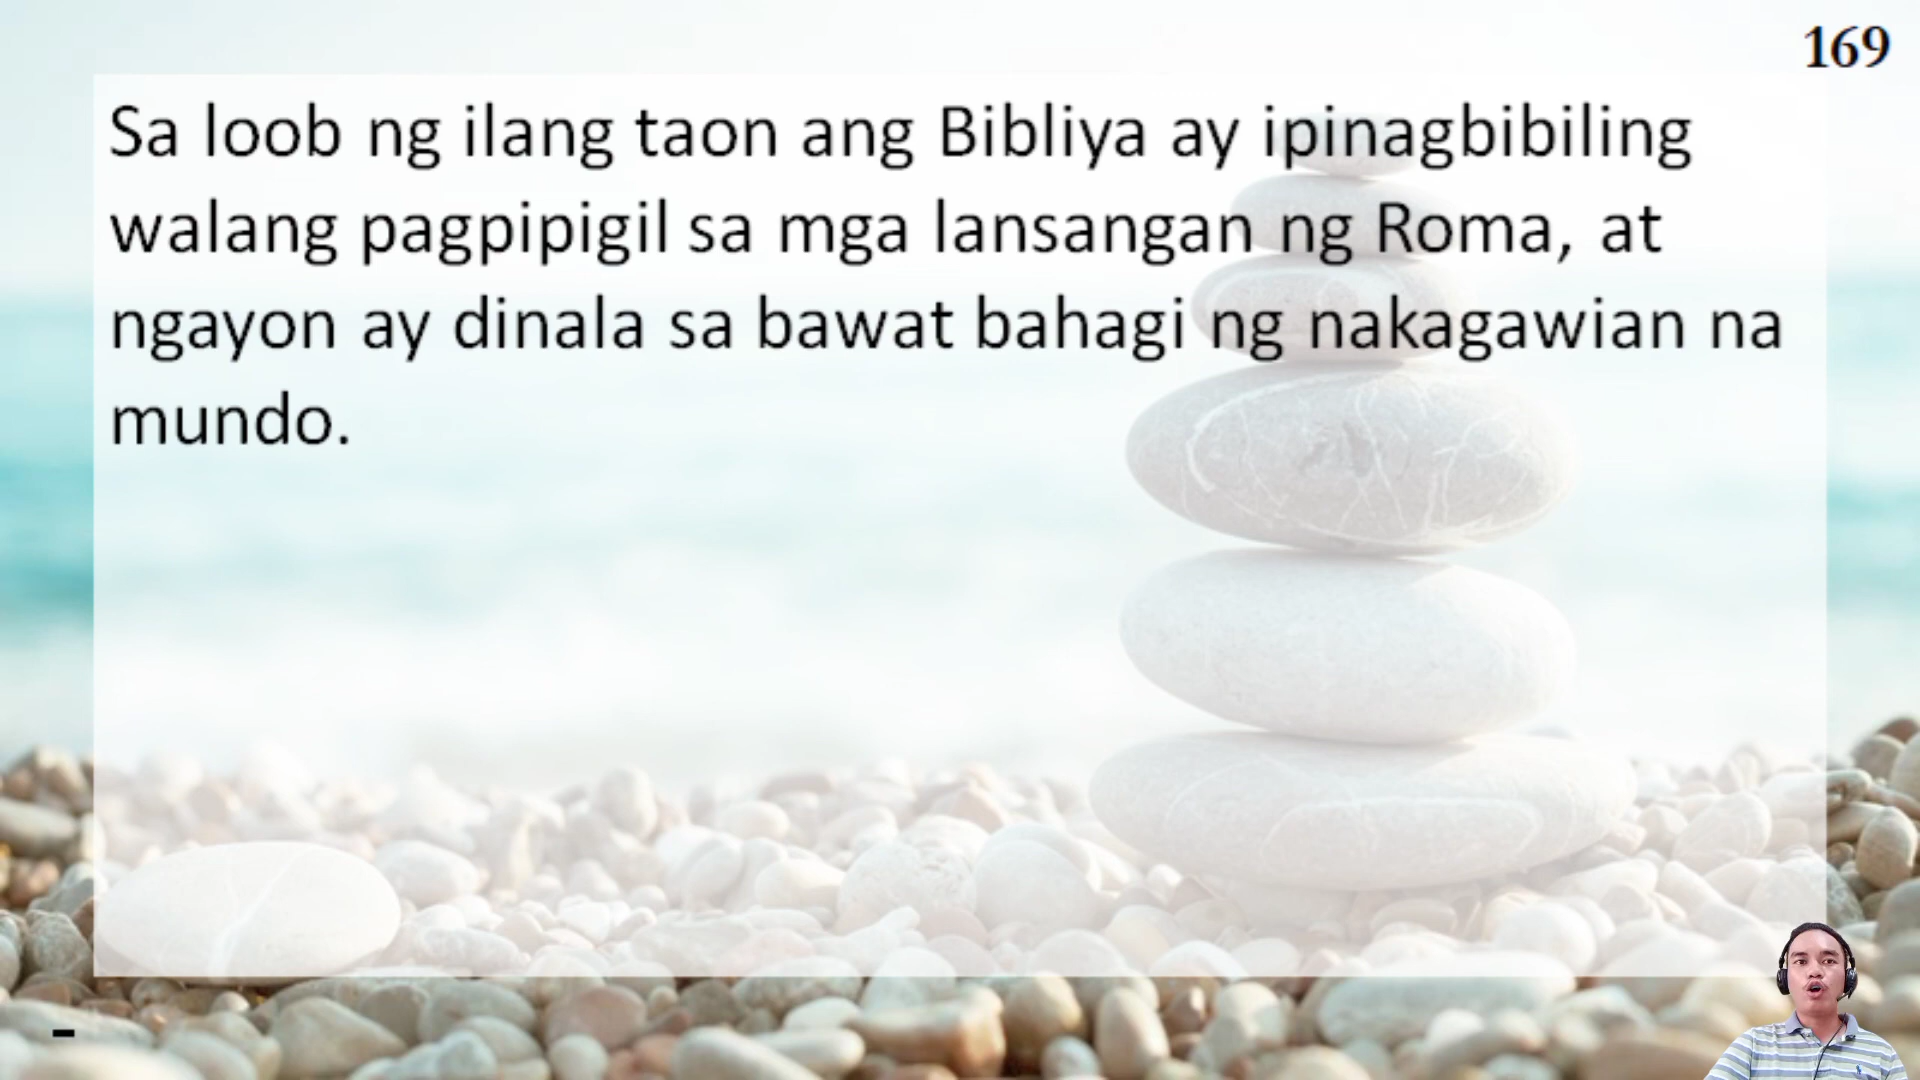 169
Sa loob ng ilang taon ang Bibliya ay ipinagbibiling
walang pagpipigil sa mga lansangan ng Roma, at
ngayon ay dinala sa bawat bahagi ng nakagawian na
mundo.
-